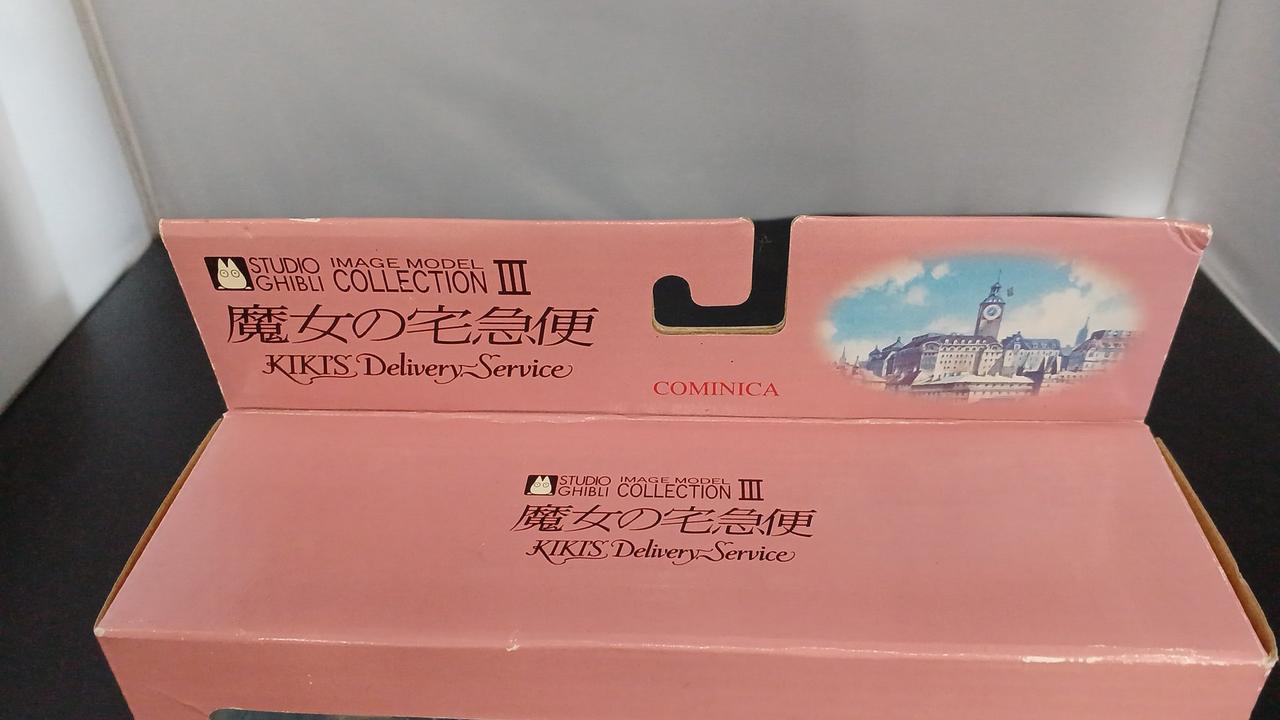 STUDIO GHIBLI IMAGE MODEL COLLECTION III
魔女の宅急便
KIKI'S Delivery Service
COMINICA
STUDIO GHIBLI IMAGE MODEL COLLECTION III
魔女の宅急便
KIKI'S Delivery Service